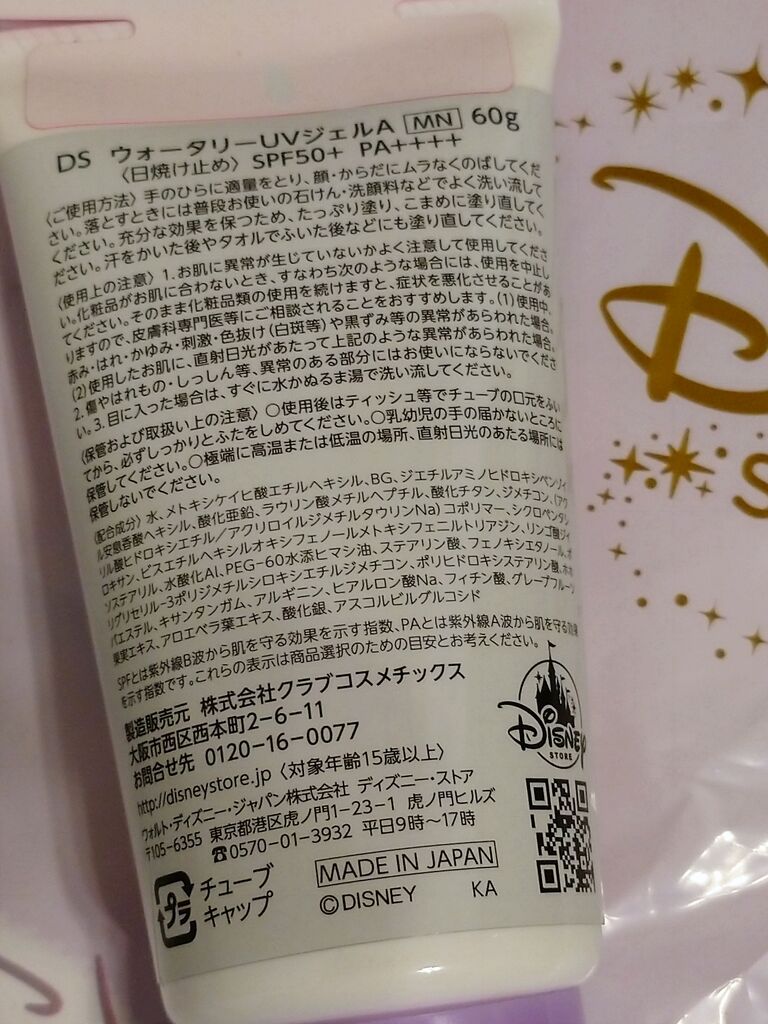 DS ウォータリーUVジェルA MN 60g
〈日焼け止め〉 SPF50+ PA++++
〈ご使用方法〉手のひらに適量をとり、顔・からだにムラなくのばしてくだ
さい。落とすときには普段お使いの石けん・洗顔料などでよく洗い流して
ください。充分な効果を保つため、たっぷり塗り、こまめに塗り直してく
ださい。汗をかいた後やタオルでふいた後などにも塗り直してください。
〈使用上の注意〉1.お肌に異常が生じていないかよく注意して使用してくださ
い。化粧品がお肌に合わないとき、すなわち次のような場合には、使用を中止し
てください。そのまま化粧品類の使用を続けますと、症状を悪化させることがあ
りますので、皮膚科専門医等にご相談されることをおすすめします。(1)使用中、
赤み・はれ・かゆみ・刺激・色抜け(白斑等)や黒ずみ等の異常があらわれた場合。
(2)使用したお肌に、直射日光があたって上記のような異常があらわれた場合。
2.傷やはれもの・しっしん等、異常のある部分にはお使いにならないでくださ
い。3.目に入った場合は、すぐに水かぬるま湯で洗い流してください。
〈保管および取扱い上の注意〉○使用後はティッシュ等でチューブの口元をふい
てから、必ずしっかりとふたをしめてください。○乳幼児の手の届かないところに
保管してください。○極端に高温または低温の場所、直射日光のあたる場所には
保管しないでください。
〈配合成分〉水、メトキシケイヒ酸エチルヘキシル、BG、ジエチルアミノヒドロキシベンゾイ
ル安息香酸ヘキシル、酸化亜鉛、ラウリン酸メチルヘプチル、酸化チタン、ジメチコン、(アク
リル酸ヒドロキシエチル/アクリロイルジメチルタウリンNa)コポリマー、シクロペンタシ
ロキサン、ビスエチルヘキシルオキシフェノールメトキシフェニルトリアジン、リンゴ酸ジイ
ソステアリル、水酸化Al、PEG-60水添ヒマシ油、ステアリン酸、フェノキシエタノール、
リグリセリル-3ポリジメチルシロキシエチルジメチコン、ポリヒドロキシステアリン酸、
エステル、キサンタンガム、アルギニン、ヒアルロン酸Na、フィチン酸、グレープフルーツ
果実エキス、アロエベラ葉エキス、酸化銀、アスコルビルグルコシド
SPFとは紫外線B波から肌を守る効果を示す指数、PAとは紫外線A波から肌を守る効果
を示す指数です。これらの表示は商品選択のための目安とお考えください。
製造販売元 株式会社クラブコスメチックス
大阪市西区西本町2-6-11
お問合せ先 0120-16-0077
http://disneystore.jp〈対象年齢15歳以上〉
ウォルト・ディズニー・ジャパン株式会社 ディズニー・ストア
〒105-6355 東京都港区虎ノ門1-23-1 虎ノ門ヒルズ
☎0570-01-3932 平日9時〜17時
Disney
STORE
プラ
チューブ
キャップ
MADE IN JAPAN
©DISNEY KA